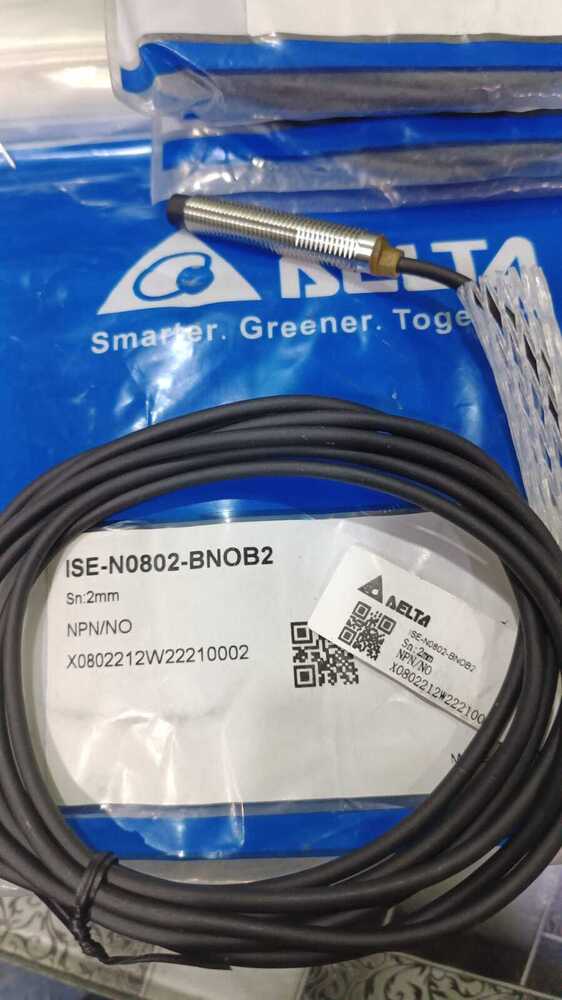 DELTA
Smarter. Greener. Toge
ISE-N0802-BNOB2
Sn:2mm
NPN/NO
X0802212W22210002
DELTA
ISE-N0802-BNOB2
Sn:2mm
NPN/NO
X0802212W222100